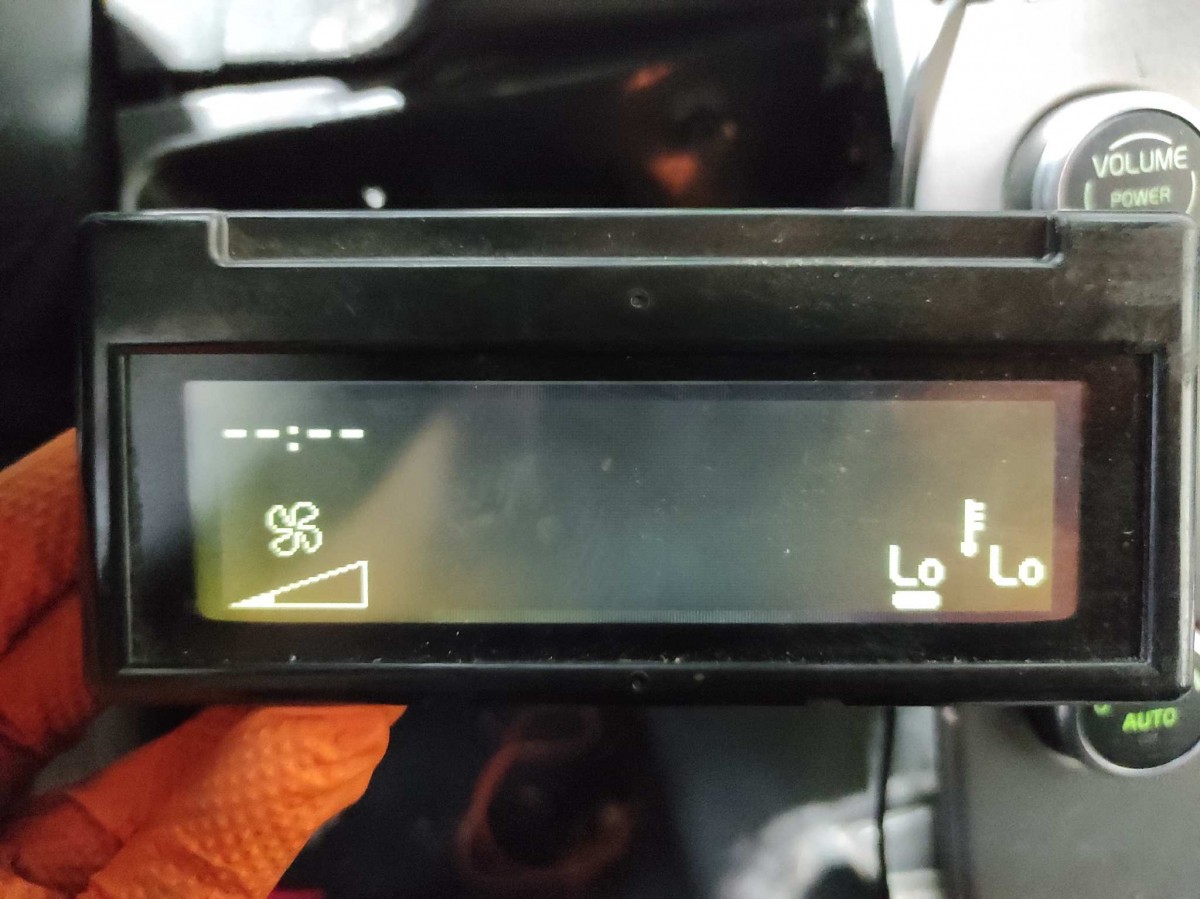 VOLUME
POWER
--:--
Lo Lo
AUTO